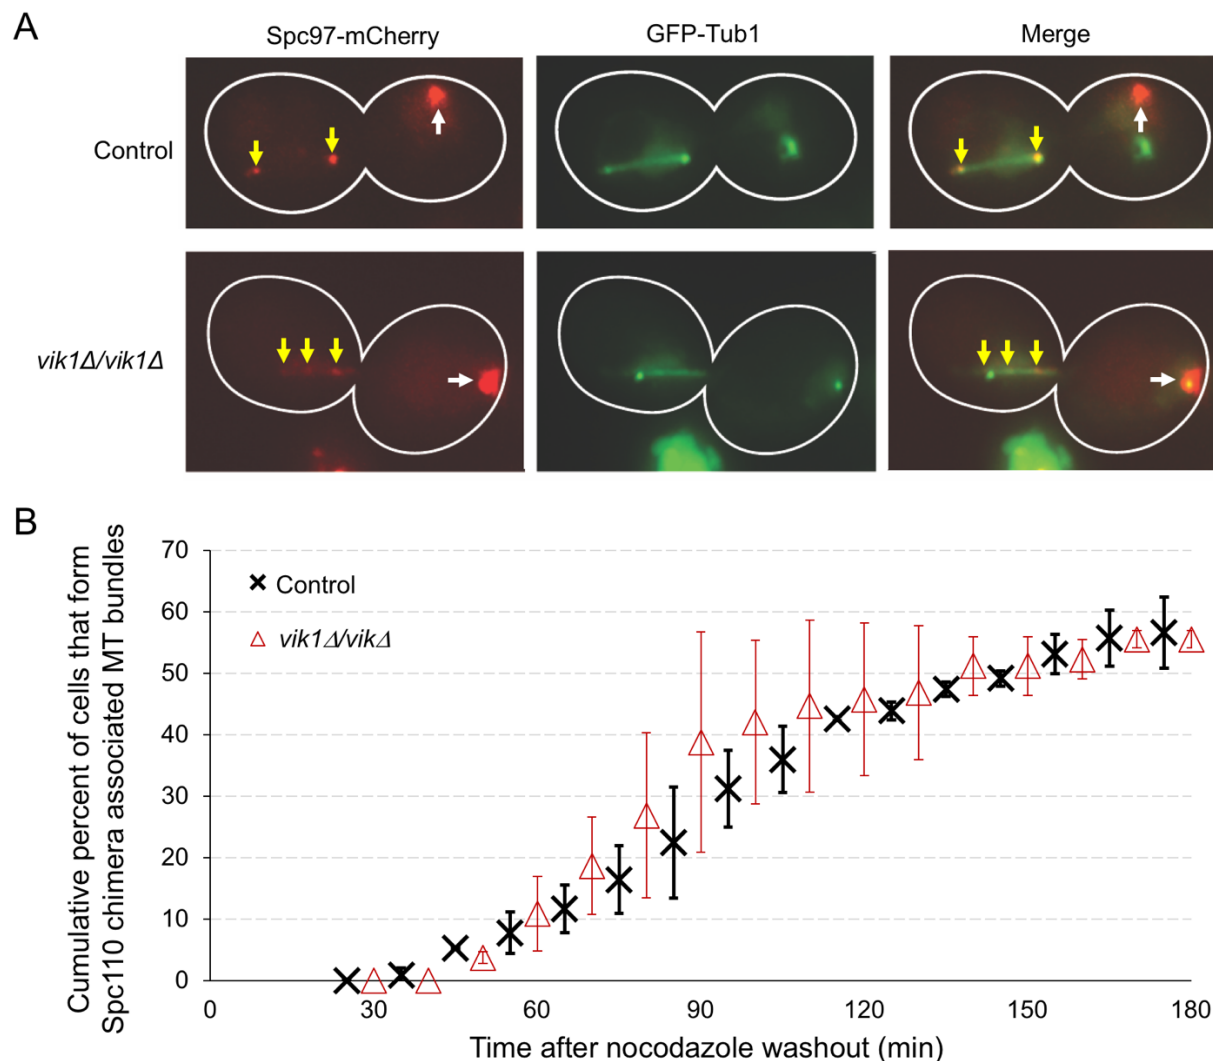 A
Spc97-mCherry
GFP-Tub1
Merge
Control
vik1Δ/vik1Δ
B
Cumulative percent of cells that form
Spc110 chimera associated MT bundles
70
60
50
40
30
20
10
0
Control
vik1Δ/vikΔ
0
30
60
90
120
150
180
Time after nocodazole washout (min)